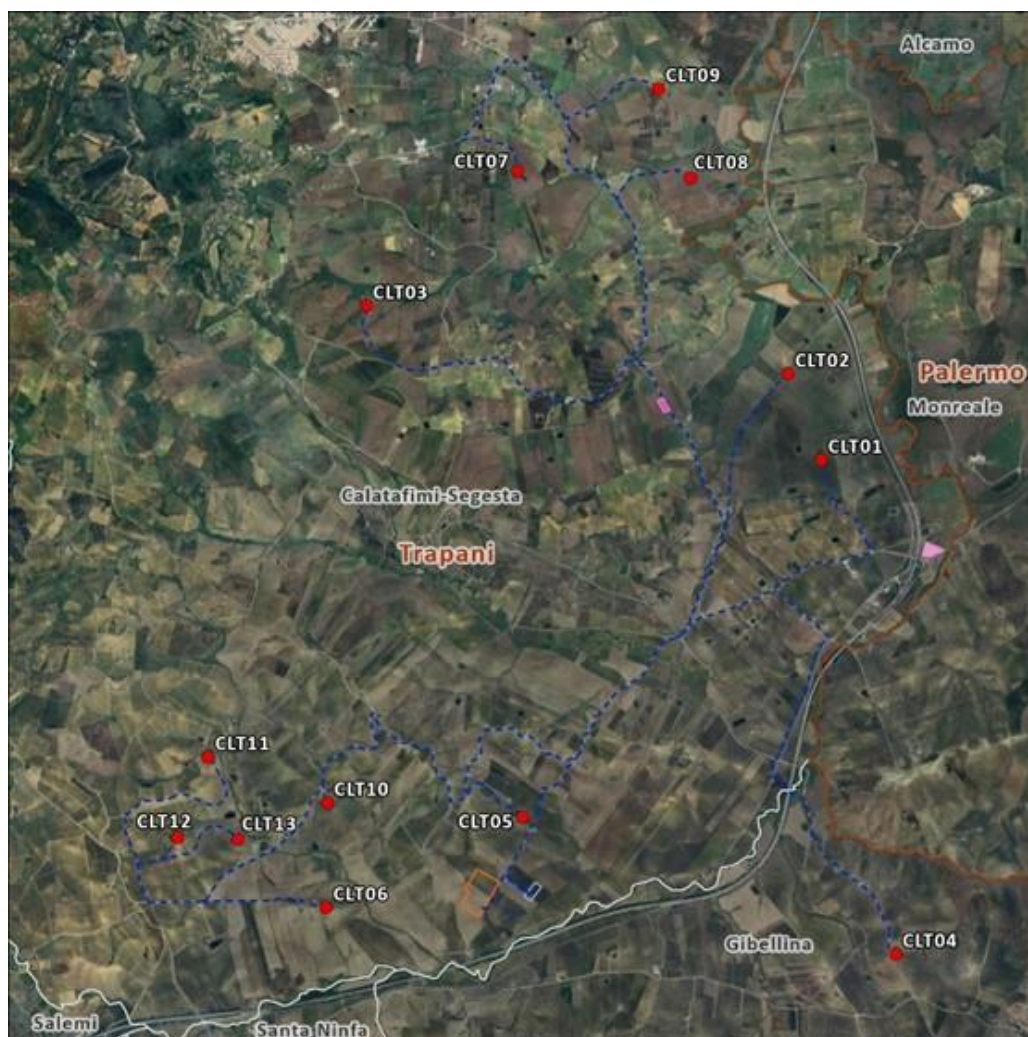 Alcamo
CLT09
CLT07
CLT08
CLT03
CLT02
Palermo
Monreale
CLT01
Calatafimi-Segesta
Trapani
CLT11
CLT10
CLT12
CLT13
CLT05
CLT06
Gibellina
CLT04
Salemi
Santa Ninfa